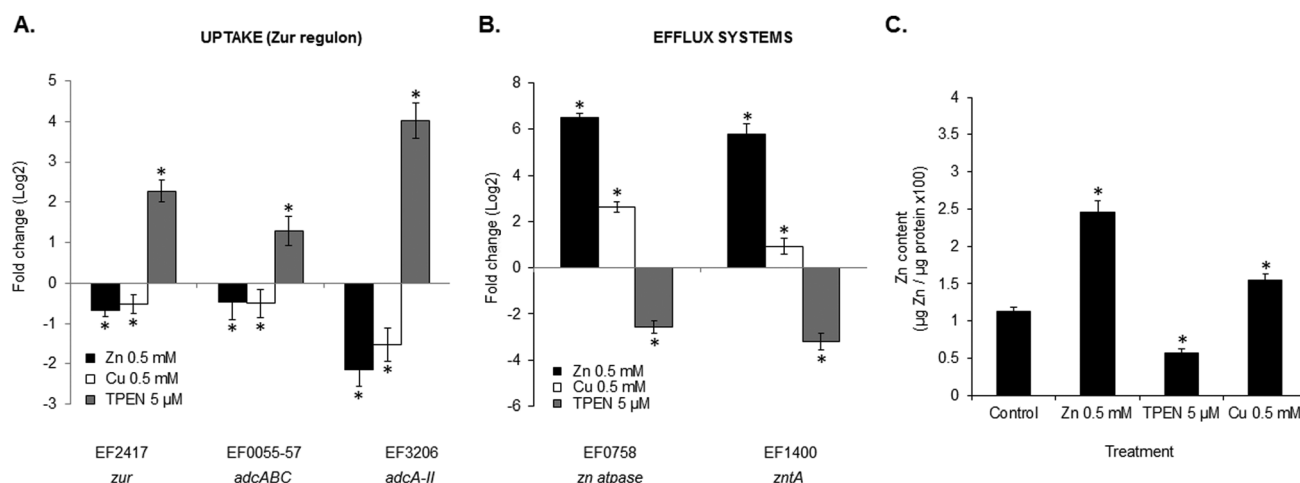 A.
UPTAKE (Zur regulon)
Fold change (Log2)
5
4
3
2
1
0
-1
-2
-3
*
*
*
*
*
*
*
*
*
Zn 0.5 mM
Cu 0.5 mM
TPEN 5 µM
EF2417
EF0055-57
EF3206
zur
adcABC
adcA-II
B.
EFFLUX SYSTEMS
Fold change (Log2)
8
6
4
2
0
-2
-4
-6
*
*
*
*
*
*
Zn 0.5 mM
Cu 0.5 mM
TPEN 5 µM
EF0758
EF1400
zn atpase
zntA
C.
Zn content
(µg Zn / µg protein x100)
4
3.5
3
2.5
2
1.5
1
0.5
0
*
*
*
Control
Zn 0.5 mM
TPEN 5 µM
Cu 0.5 mM
Treatment